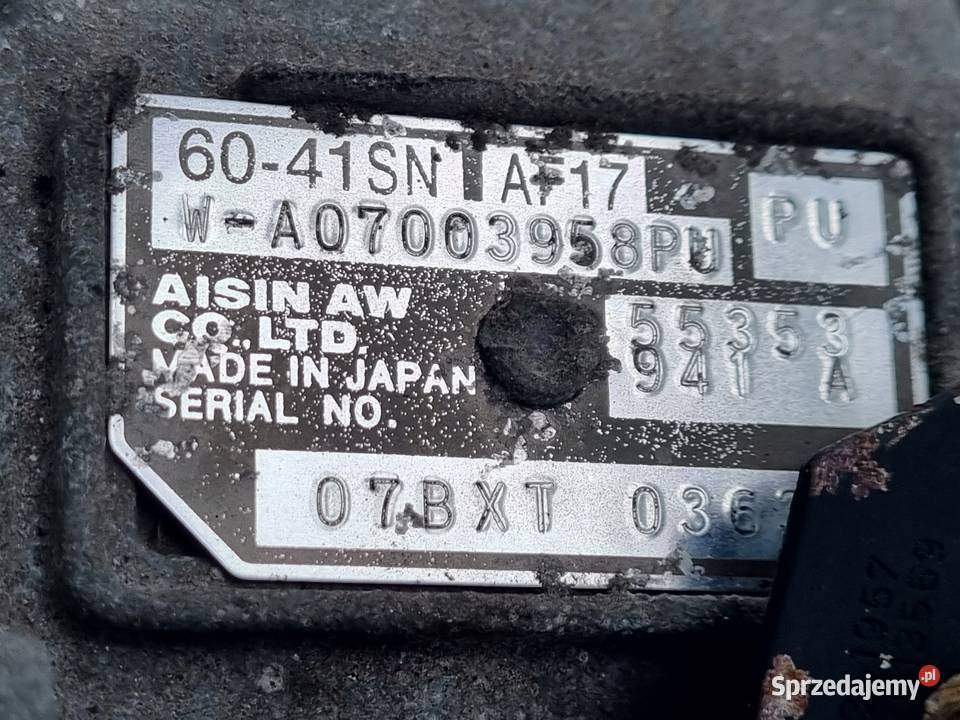 60-41SN AF17
W-A07003958PU PU
AISIN AW
CO., LTD.
MADE IN JAPAN
SERIAL NO.
55353
941 A
07BXT 036
1957
Sprzedajemy.pl